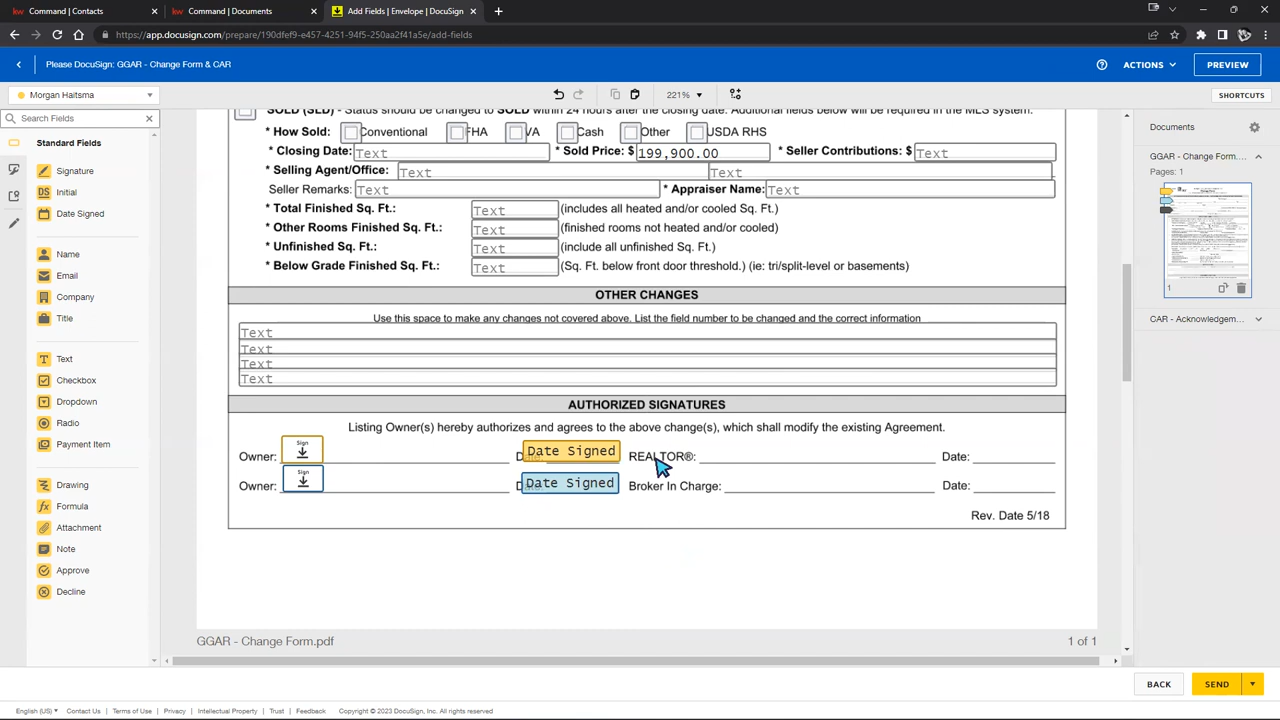 Command | Contacts
Command | Documents
Add Fields | Envelope | DocuSign
https://app.docusign.com/prepare/190dfef9-e457-4251-94f5-250aa2f41a5e/add-fields
Please DocuSign: GGAR - Change Form & CAR
ACTIONS
PREVIEW
Morgan Haitsma
221%
SHORTCUTS
Search Fields
Standard Fields
Signature
Initial
Date Signed
Name
Email
Company
Title
Text
Checkbox
Dropdown
Radio
Payment Item
Drawing
Formula
Attachment
Note
Approve
Decline
SOLD (SLD) - Status should be changed to SOLD within 24 hours after the closing date. Additional fields below will be required in the MLS system.
* How Sold: Conventional FHA VA Cash Other USDA RHS
* Closing Date: Text * Sold Price: $ 199,900.00 * Seller Contributions: $ Text
* Selling Agent/Office: Text Text
Seller Remarks: Text * Appraiser Name: Text
* Total Finished Sq. Ft.: Text (includes all heated and/or cooled Sq. Ft.)
* Other Rooms Finished Sq. Ft.: Text (finished rooms not heated and/or cooled)
* Unfinished Sq. Ft.: Text (include all unfinished Sq. Ft.)
* Below Grade Finished Sq. Ft.: Text (Sq. Ft. below front door threshold.) (ie: tri-split-level or basements)
OTHER CHANGES
Use this space to make any changes not covered above. List the field number to be changed and the correct information
Text
Text
Text
Text
AUTHORIZED SIGNATURES
Listing Owner(s) hereby authorizes and agrees to the above change(s), which shall modify the existing Agreement.
Owner: Sign Date Signed REALTOR®: Date:
Owner: Sign Date Signed Broker In Charge: Date:
Rev. Date 5/18
GGAR - Change Form.pdf
1 of 1
Documents
GGAR - Change Form....
Pages: 1
1
CAR - Acknowledgem...
BACK
SEND
English (US)
Contact Us
Terms of Use
Privacy
Intellectual Property
Trust
Feedback
Copyright © 2023 DocuSign, Inc. All rights reserved